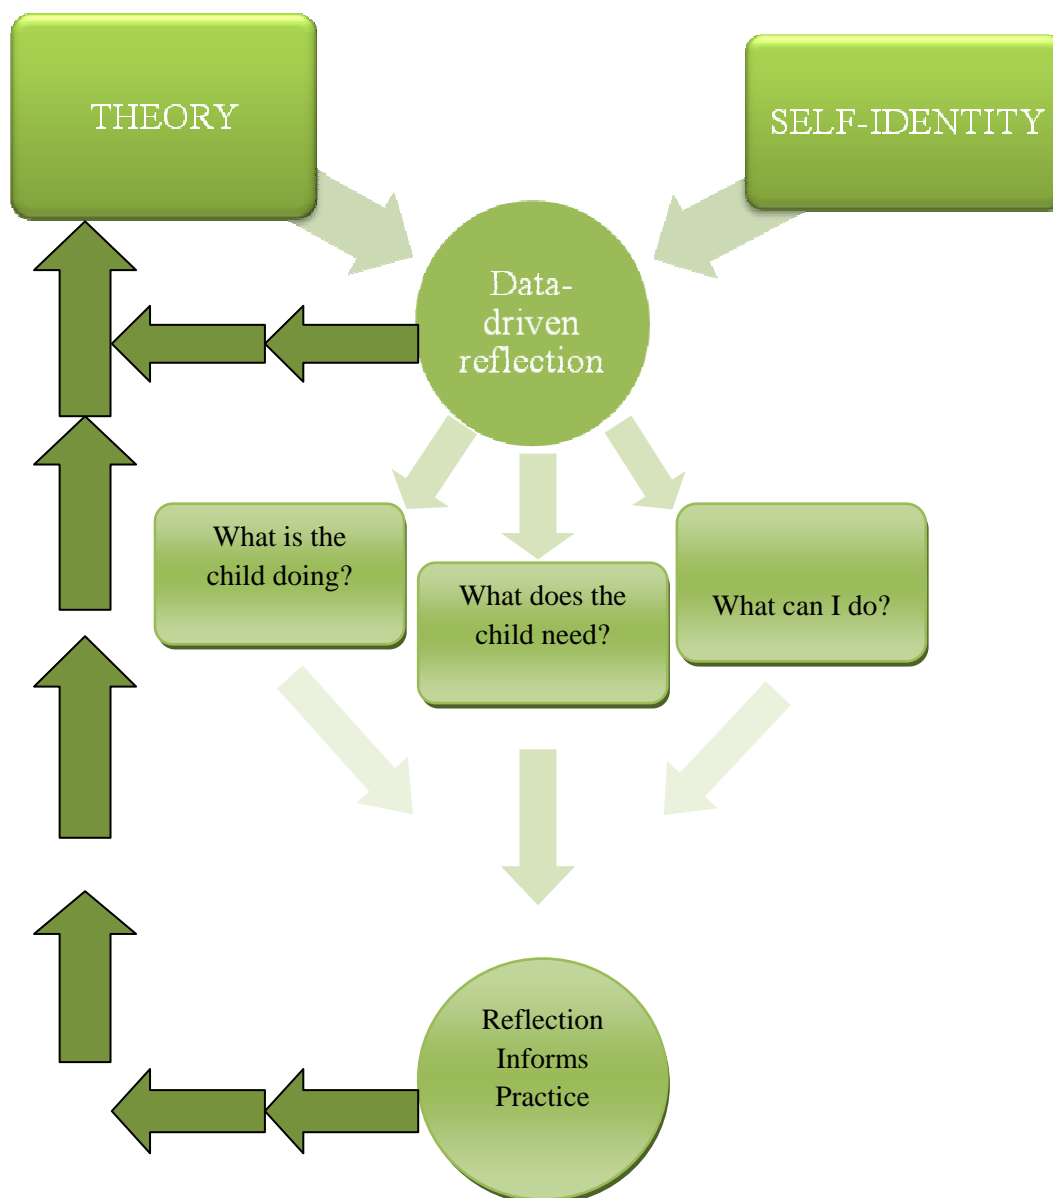 THEORY
SELF-IDENTITY
Data-
driven
reflection
What is the
child doing?
What does the
child need?
What can I do?
Reflection
Informs
Practice